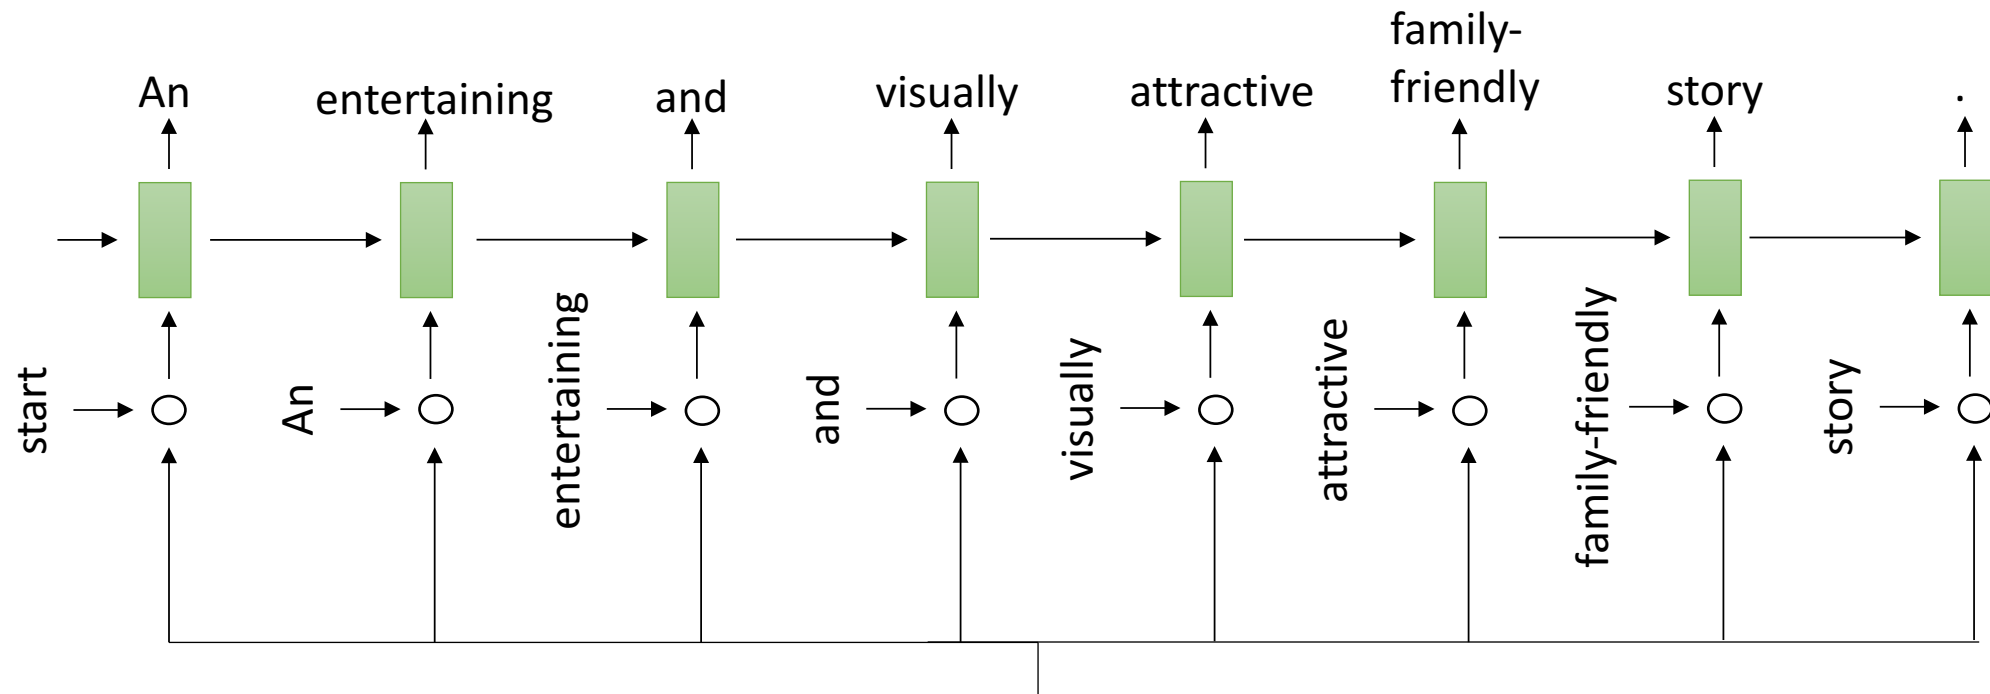 An
entertaining
and
visually
attractive
family-
friendly
story
.
start
An
entertaining
and
visually
attractive
family-friendly
story